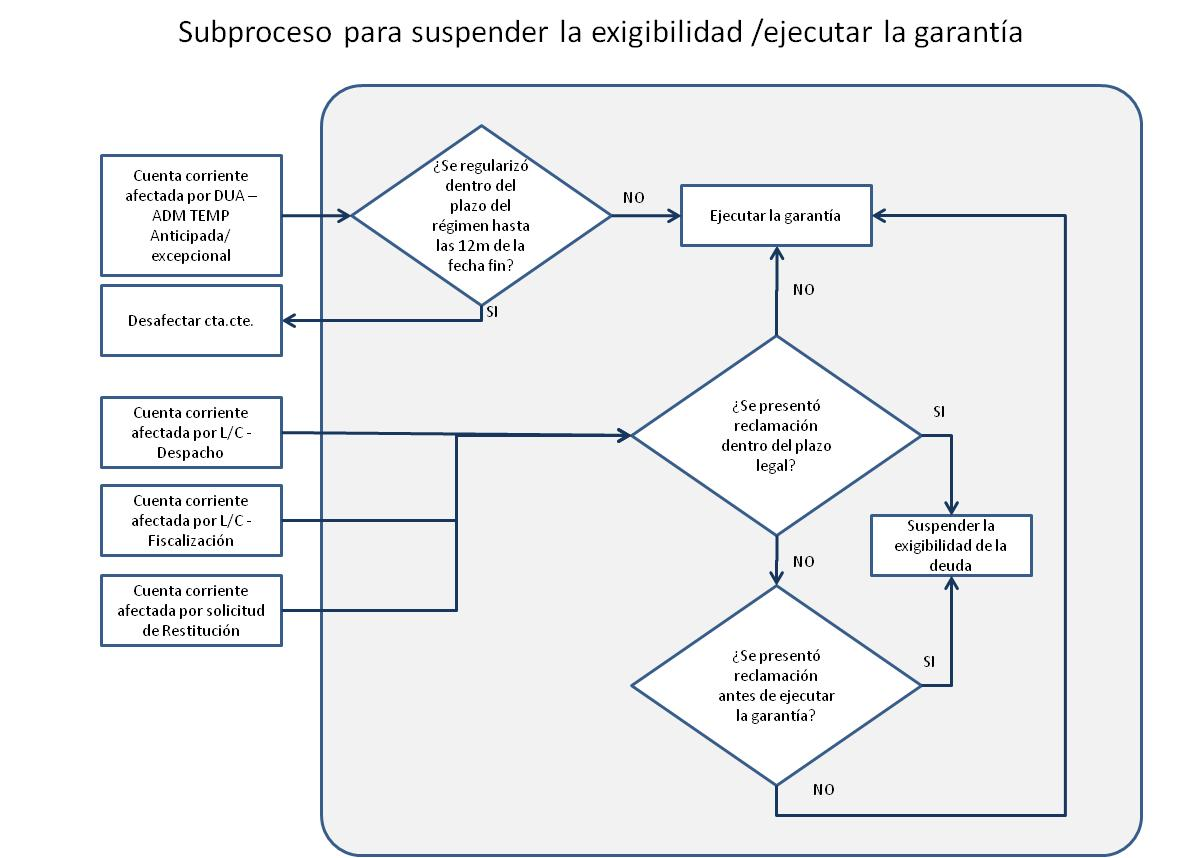 Subproceso para suspender la exigibilidad /ejecutar la garantía
Cuenta corriente
afectada por DUA –
ADM TEMP
Anticipada/
excepcional
¿Se regularizó
dentro del
plazo del
régimen hasta
las 12m de la
fecha fin?
NO
Ejecutar la garantía
SI
Desafectar cta.cte.
NO
Cuenta corriente
afectada por L/C -
Despacho
¿Se presentó
reclamación
dentro del plazo
legal?
SI
Cuenta corriente
afectada por L/C -
Fiscalización
Suspender la
exigibilidad de la
deuda
NO
Cuenta corriente
afectada por solicitud
de Restitución
¿Se presentó
reclamación
antes de ejecutar
la garantía?
SI
NO